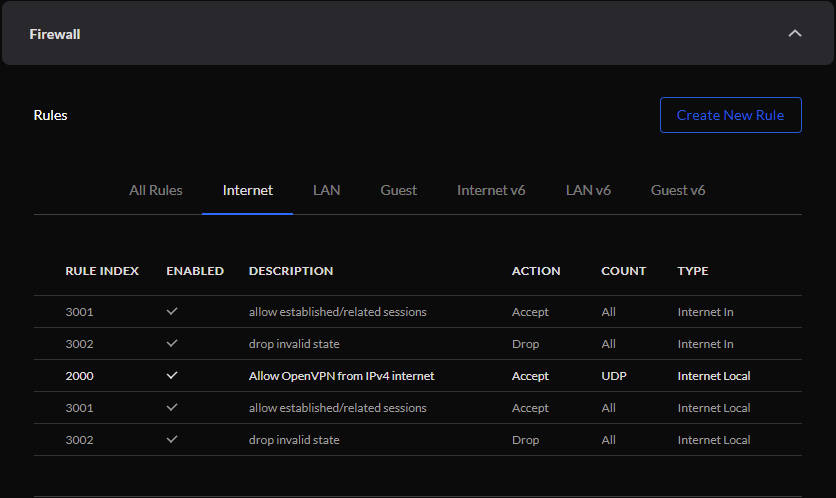 Firewall
Rules
Create New Rule
All Rules Internet LAN Guest Internet v6 LAN v6 Guest v6
RULE INDEX ENABLED DESCRIPTION ACTION COUNT TYPE
3001 allow established/related sessions Accept All Internet In
3002 drop invalid state Drop All Internet In
2000 Allow OpenVPN from IPv4 internet Accept UDP Internet Local
3001 allow established/related sessions Accept All Internet Local
3002 drop invalid state Drop All Internet Local